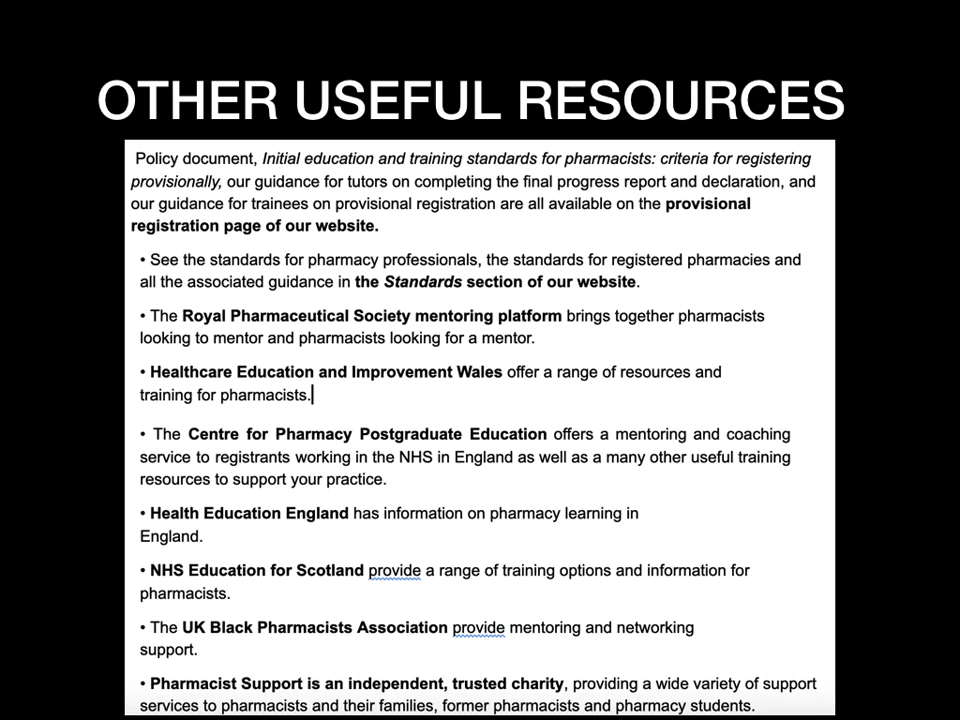 OTHER USEFUL RESOURCES
Policy document, Initial education and training standards for pharmacists: criteria for registering
provisionally, our guidance for tutors on completing the final progress report and declaration, and
our guidance for trainees on provisional registration are all available on the provisional
registration page of our website.
• See the standards for pharmacy professionals, the standards for registered pharmacies and
all the associated guidance in the Standards section of our website.
• The Royal Pharmaceutical Society mentoring platform brings together pharmacists
looking to mentor and pharmacists looking for a mentor.
• Healthcare Education and Improvement Wales offer a range of resources and
training for pharmacists.
• The Centre for Pharmacy Postgraduate Education offers a mentoring and coaching
service to registrants working in the NHS in England as well as a many other useful training
resources to support your practice.
• Health Education England has information on pharmacy learning in
England.
• NHS Education for Scotland provide a range of training options and information for
pharmacists.
• The UK Black Pharmacists Association provide mentoring and networking
support.
• Pharmacist Support is an independent, trusted charity, providing a wide variety of support
services to pharmacists and their families, former pharmacists and pharmacy students.